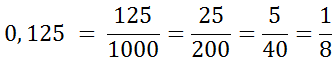 0,125 = 125/1000 = 25/200 = 5/40 = 1/8